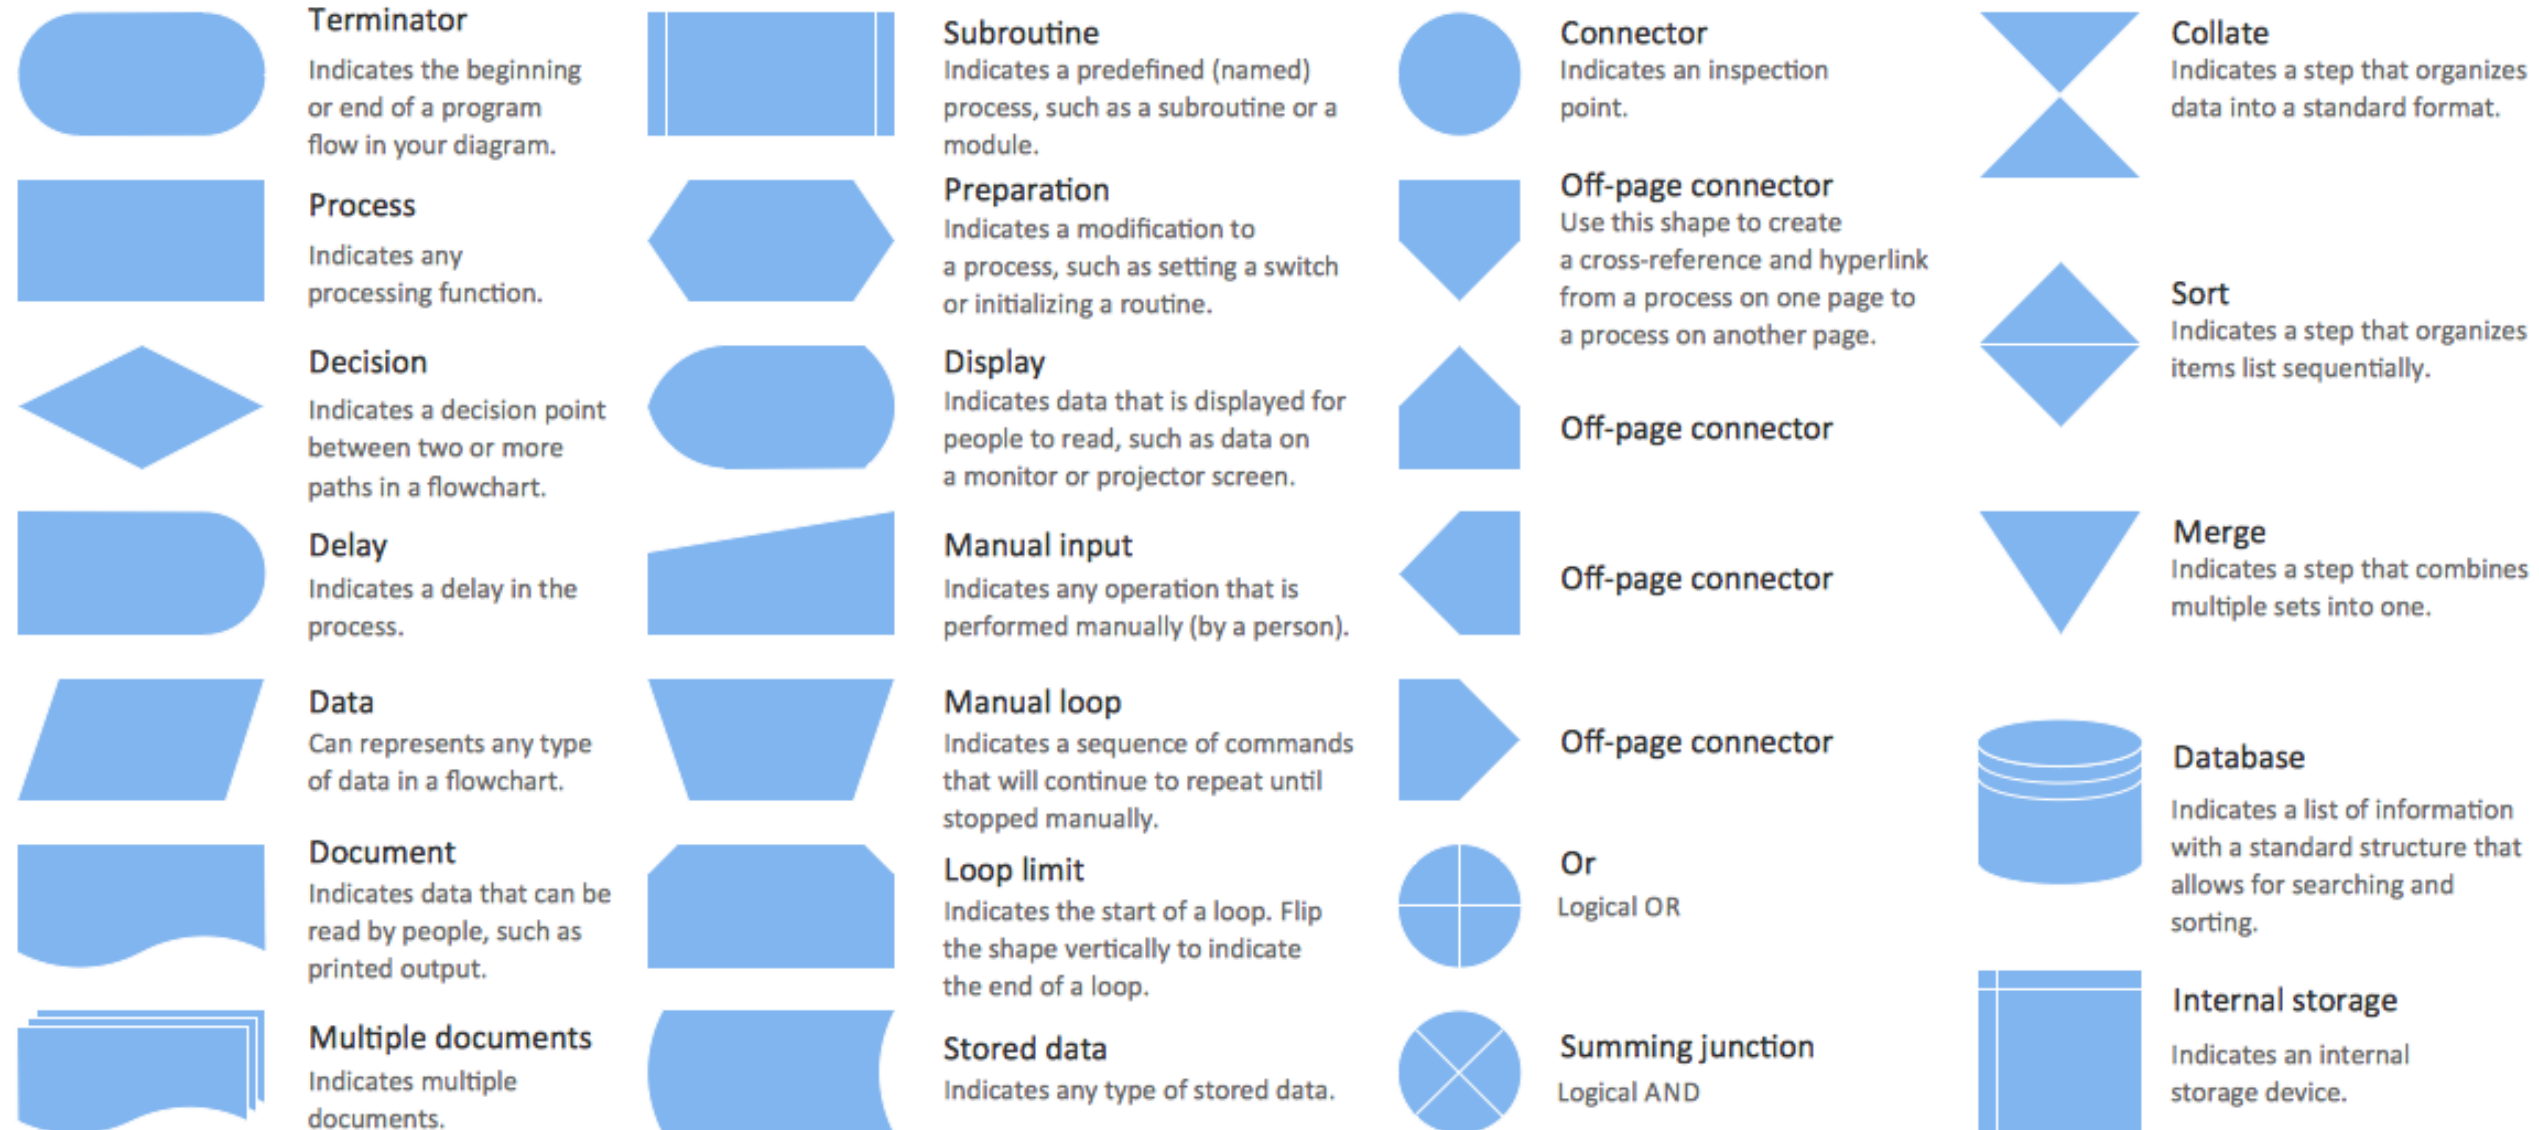 Terminator
Indicates the beginning
or end of a program
flow in your diagram.
Process
Indicates any
processing function.
Decision
Indicates a decision point
between two or more
paths in a flowchart.
Delay
Indicates a delay in the
process.
Data
Can represents any type
of data in a flowchart.
Document
Indicates data that can be
read by people, such as
printed output.
Multiple documents
Indicates multiple
documents.
Subroutine
Indicates a predefined (named)
process, such as a subroutine or a
module.
Preparation
Indicates a modification to
a process, such as setting a switch
or initializing a routine.
Display
Indicates data that is displayed for
people to read, such as data on
a monitor or projector screen.
Manual input
Indicates any operation that is
performed manually (by a person).
Manual loop
Indicates a sequence of commands
that will continue to repeat until
stopped manually.
Loop limit
Indicates the start of a loop. Flip
the shape vertically to indicate
the end of a loop.
Stored data
Indicates any type of stored data.
Connector
Indicates an inspection
point.
Off-page connector
Use this shape to create
a cross-reference and hyperlink
from a process on one page to
a process on another page.
Off-page connector
Off-page connector
Off-page connector
Or
Logical OR
Summing junction
Logical AND
Collate
Indicates a step that organizes
data into a standard format.
Sort
Indicates a step that organizes
items list sequentially.
Merge
Indicates a step that combines
multiple sets into one.
Database
Indicates a list of information
with a standard structure that
allows for searching and
sorting.
Internal storage
Indicates an internal
storage device.